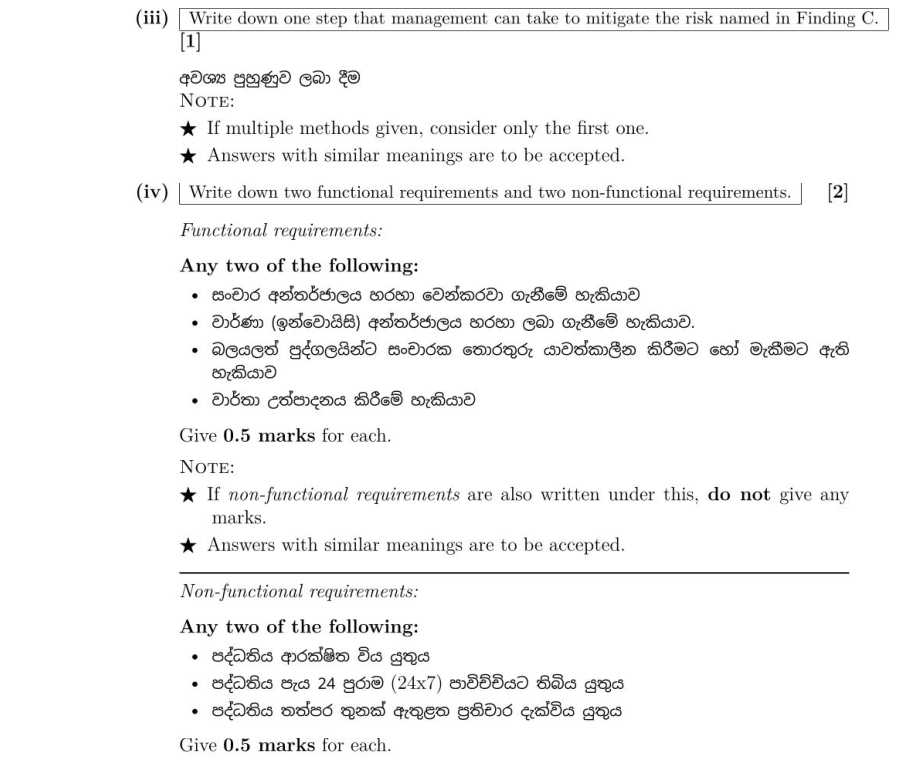 (iii) Write down one step that management can take to mitigate the risk named in Finding C.
[1]
අවශ්‍ය පුහුණුව ලබා දීම
NOTE:
★ If multiple methods given, consider only the first one.
★ Answers with similar meanings are to be accepted.
(iv) Write down two functional requirements and two non-functional requirements. [2]
Functional requirements:
Any two of the following:
• සංචාර අන්තර්ජාලය හරහා වෙන්කරවා ගැනීමේ හැකියාව
• වාර්ණා (ඉන්වොයිසි) අන්තර්ජාලය හරහා ලබා ගැනීමේ හැකියාව.
• බලයලත් පුද්ගලයින්ට සංචාරක තොරතුරු යාවත්කාලීන කිරීමට හෝ මැකීමට ඇති
හැකියාව
• වාර්තා උත්පාදනය කිරීමේ හැකියාව
Give 0.5 marks for each.
NOTE:
★ If non-functional requirements are also written under this, do not give any
marks.
★ Answers with similar meanings are to be accepted.
Non-functional requirements:
Any two of the following:
• පද්ධතිය ආරක්ෂිත විය යුතුය
• පද්ධතිය පැය 24 පුරාම (24x7) පාවිච්චියට තිබිය යුතුය
• පද්ධතිය තත්පර තුනක් ඇතුළත ප්‍රතිචාර දැක්විය යුතුය
Give 0.5 marks for each.